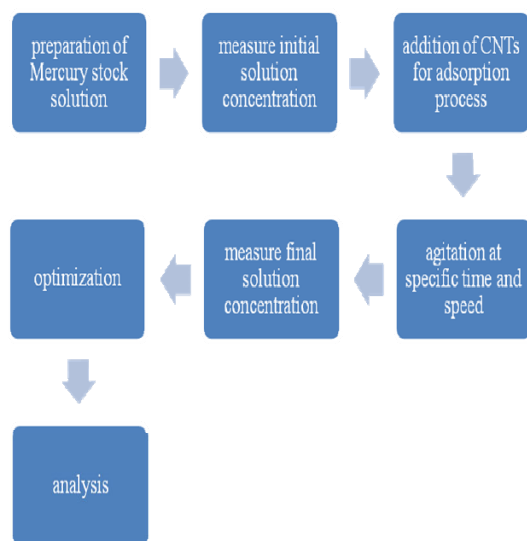 preparation of
Mercury stock
solution
measure initial
solution
concentration
addition of CNTs
for adsorption
process
agitation at
specific time and
speed
measure final
solution
concentration
optimization
analysis